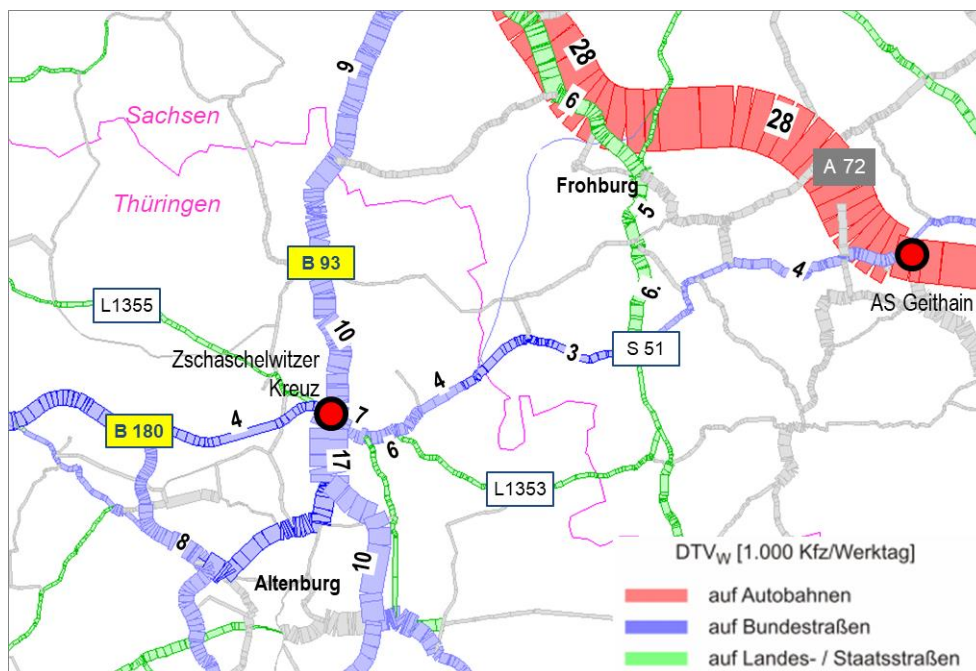 28
9
6
Sachsen
28
A 72
Thüringen
Frohburg
5
B 93
4
6.
AS Geithain
L1355
10
Zschaschelwitzer
Kreuz
3
S 51
4
4
7
B 180
6
17
L1353
8
10
Altenburg
DTVW [1.000 Kfz/Werktag]
auf Autobahnen
auf Bundestraßen
auf Landes- / Staatsstraßen